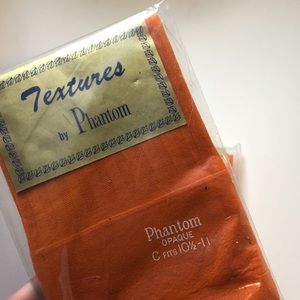 Textures
by Phantom
Phantom
OPAQUE
C FITS 10½-11